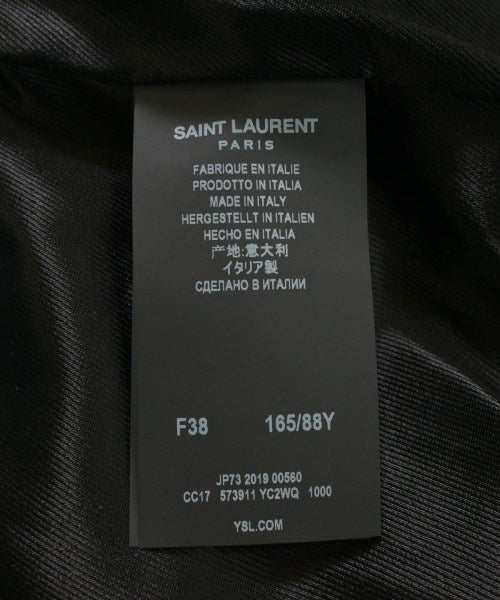 SAINT LAURENT
PARIS
FABRIQUE EN ITALIE
PRODOTTO IN ITALIA
MADE IN ITALY
HERGESTELLT IN ITALIEN
HECHO EN ITALIA
产地:意大利
イタリア製
СДЕЛАНО В ИТАЛИИ
F38 165/88Y
JP73 2019 00560
CC17 573911 YC2WQ 1000
YSL.COM